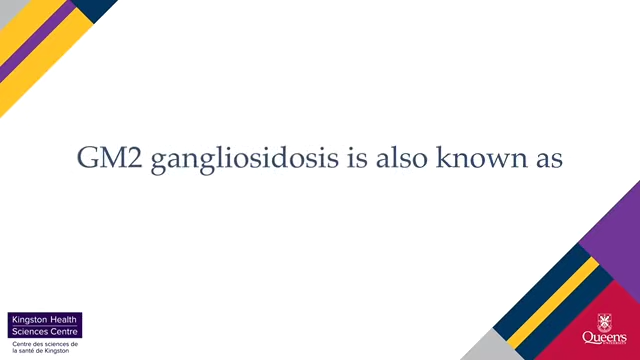 GM2 gangliosidosis is also known as
Kingston Health
Sciences Centre
Centre des sciences de
la santé de Kingston
Queen's
UNIVERSITY